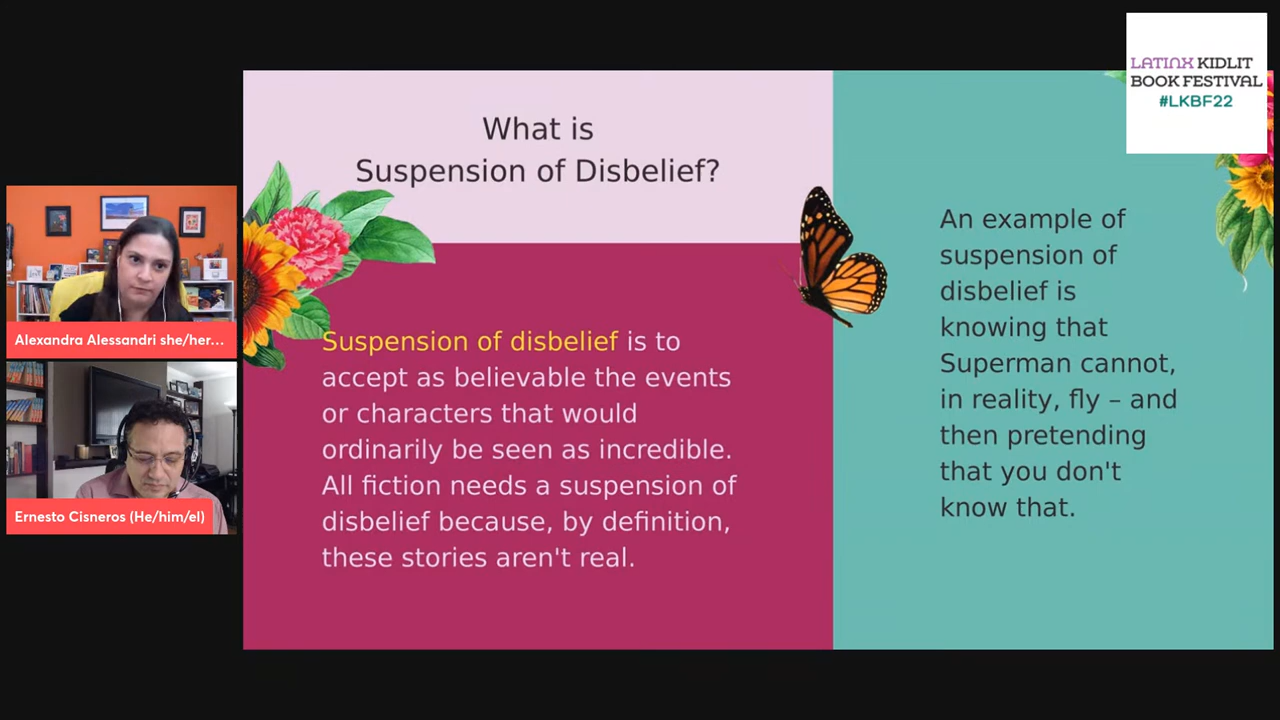 LATINX KIDLIT
BOOK FESTIVAL
#LKBF22
What is
Suspension of Disbelief?
Suspension of disbelief is to
accept as believable the events
or characters that would
ordinarily be seen as incredible.
All fiction needs a suspension of
disbelief because, by definition,
these stories aren't real.
An example of
suspension of
disbelief is
knowing that
Superman cannot,
in reality, fly – and
then pretending
that you don't
know that.
Alexandra Alessandri she/her...
Ernesto Cisneros (He/him/el)